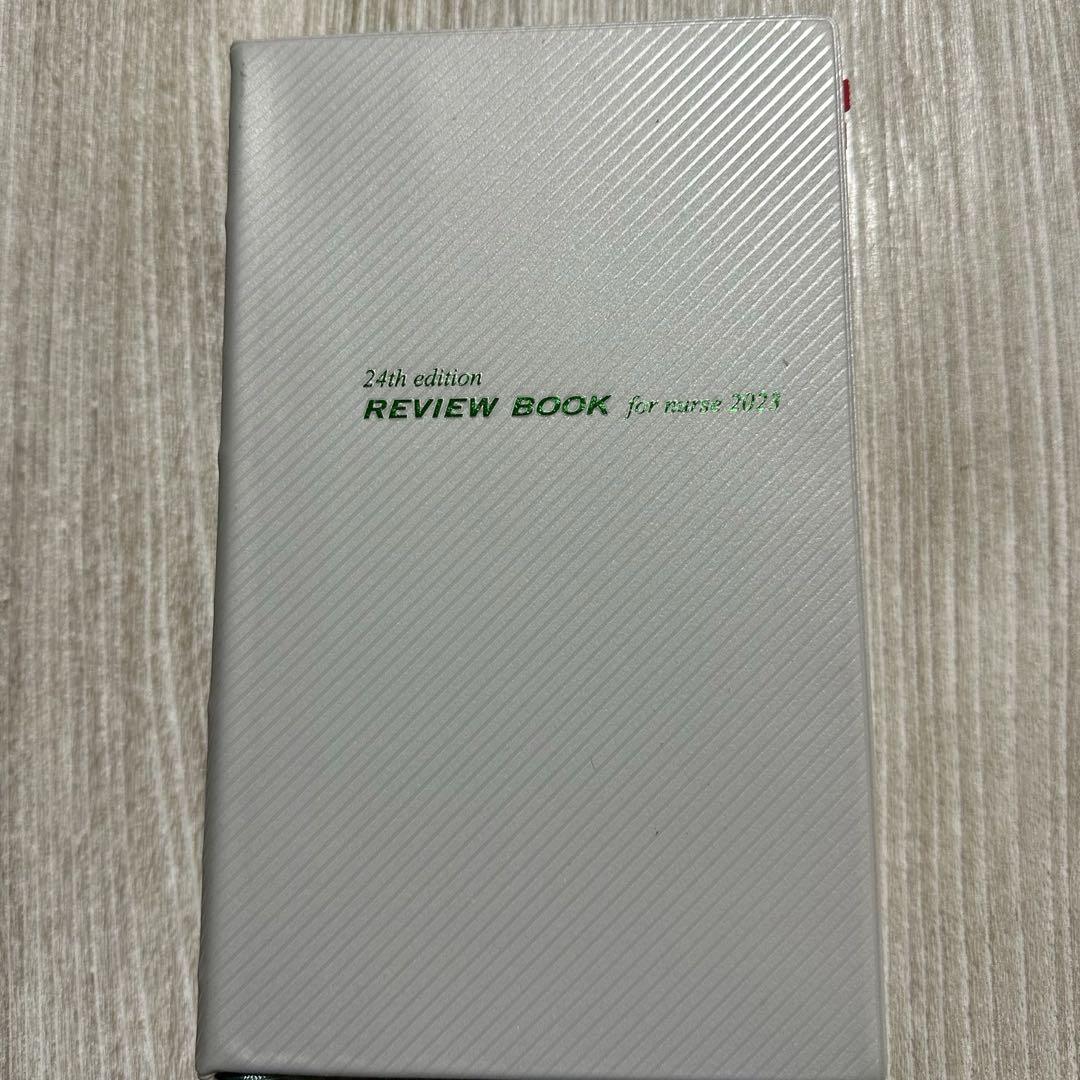 24th edition
REVIEW BOOK for nurse 2023